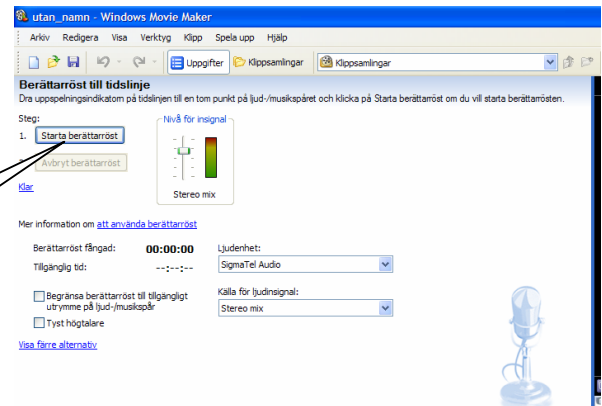 utan_namn - Windows Movie Maker
Arkiv Redigera Visa Verktyg Klipp Spela upp Hjälp
Uppgifter Klippsamlingar Klippsamlingar
Berättarröst till tidslinje
Dra uppspelningsindikatorn på tidslinjen till en tom punkt på ljud-/musikspåret och klicka på Starta berättarröst om du vill starta berättarrösten.
Steg:
Nivå för insignal
1. Starta berättarröst
Avbryt berättarröst
Klar
Stereo mix
Mer information om att använda berättarröst
Berättarröst fångad: 00:00:00
Ljudenhet:
Tillgänglig tid: --:--:--
SigmaTel Audio
Begränsa berättarröst till tillgängligt
utrymme på ljud-/musikspår
Källa för ljudinsignal:
Stereo mix
Tyst högtalare
Visa färre alternativ